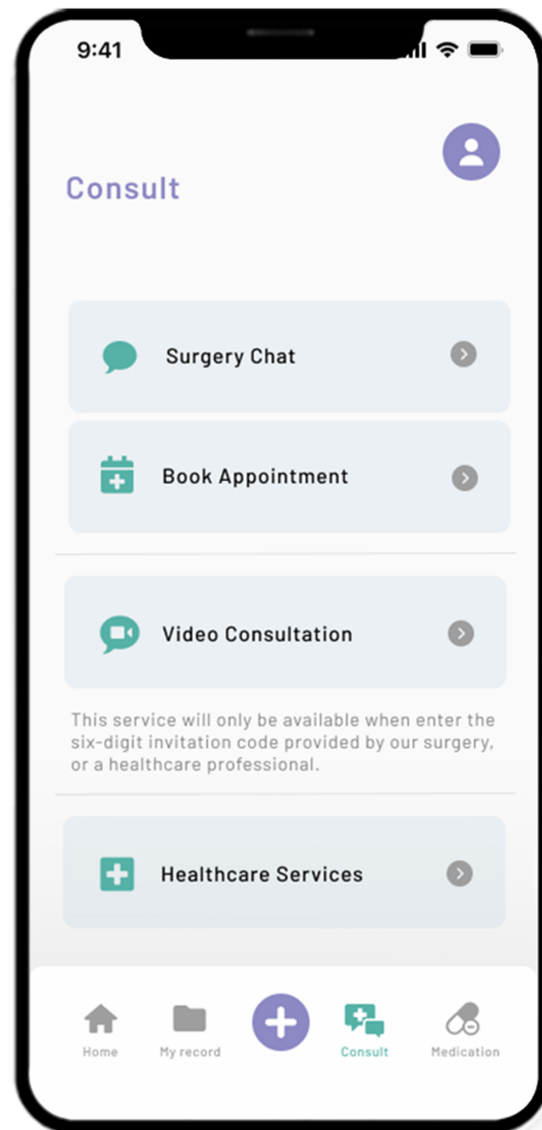 9:41
Consult
Surgery Chat
Book Appointment
Video Consultation
This service will only be available when enter the
six-digit invitation code provided by our surgery,
or a healthcare professional.
Healthcare Services
Home
My record
Consult
Medication